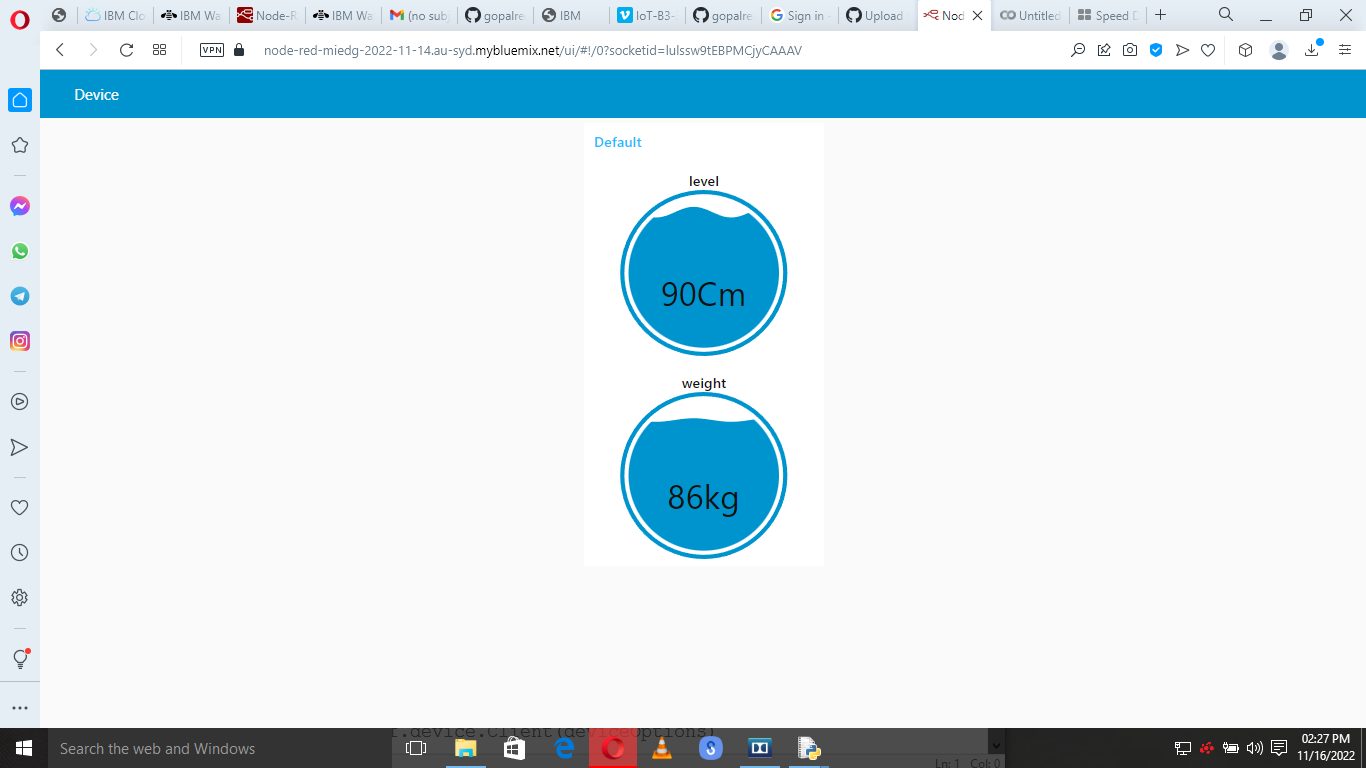 IBM Clo
IBM Wa
Node-R
IBM Wa
(no subj
gopalre
IBM
IoT-B3-
gopalre
Sign in -
Upload
Nod
Untitled
Speed D
VPN
node-red-miedg-2022-11-14.au-syd.mybluemix.net/ui/#!/0?socketid=lulssw9tEBPMCjyCAAAV
Device
Default
level
90Cm
weight
86kg
.device.Client(deviceOptions)
Search the web and Windows
Ln: 1 Col: 0
02:27 PM
11/16/2022